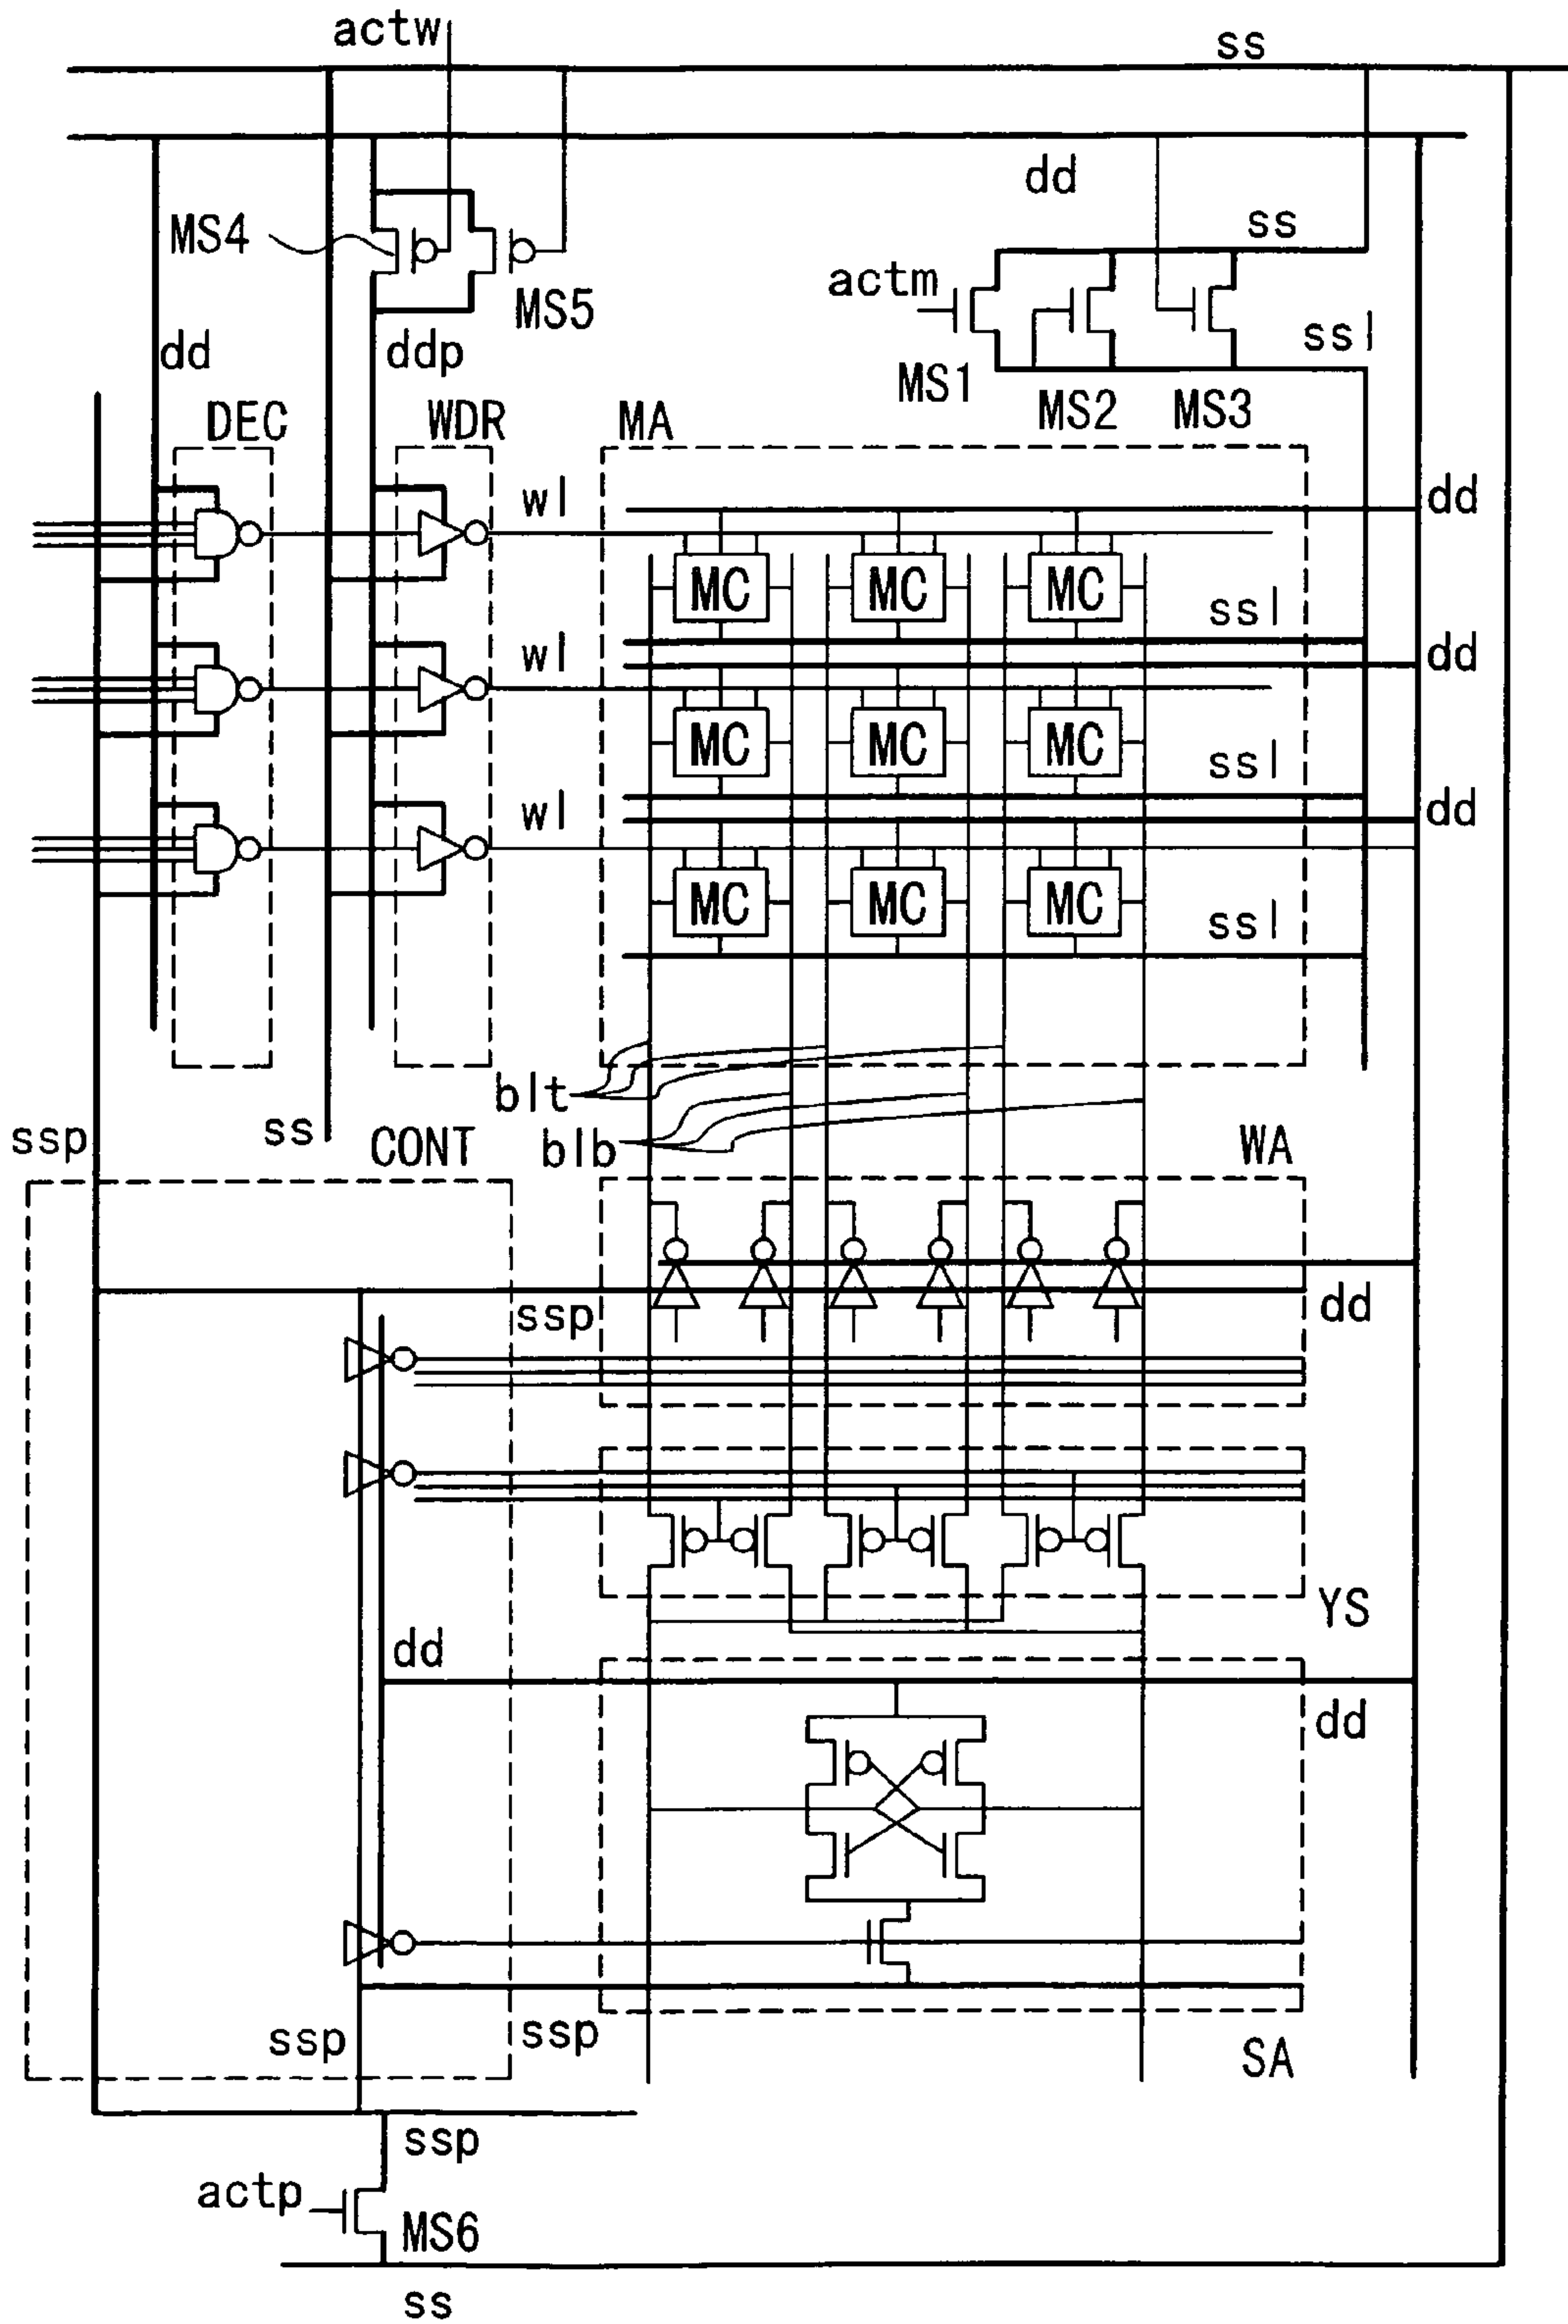 actw
ss
dd
MS4
ss
actm
MS5
ssl
dd
ddp
MS1
MS2
MS3
DEC
WDR
MA
wl
dd
MC MC MC
ssl
wl
dd
MC MC MC
ssl
wl
dd
MC MC MC
ssl
blt
ssp
ss
CONT
blb
WA
ssp
dd
YS
dd
dd
ssp
ssp
SA
ssp
actp
MS6
ss